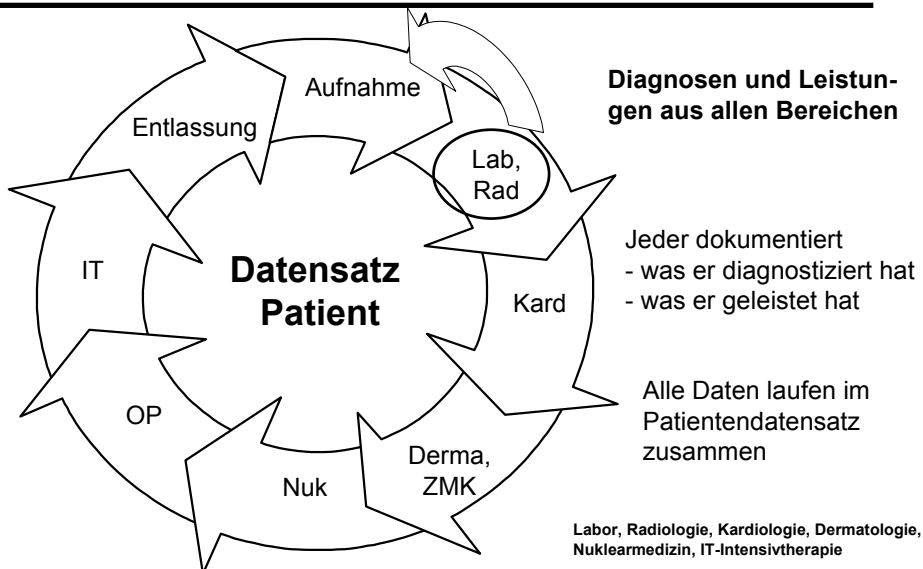 Aufnahme
Diagnosen und Leistun-
gen aus allen Bereichen
Entlassung
Lab,
Rad
Jeder dokumentiert
- was er diagnostiziert hat
- was er geleistet hat
IT
Datensatz
Patient
Kard
Alle Daten laufen im
Patientendatensatz
zusammen
OP
Derma,
ZMK
Nuk
Labor, Radiologie, Kardiologie, Dermatologie,
Nuklearmedizin, IT-Intensivtherapie